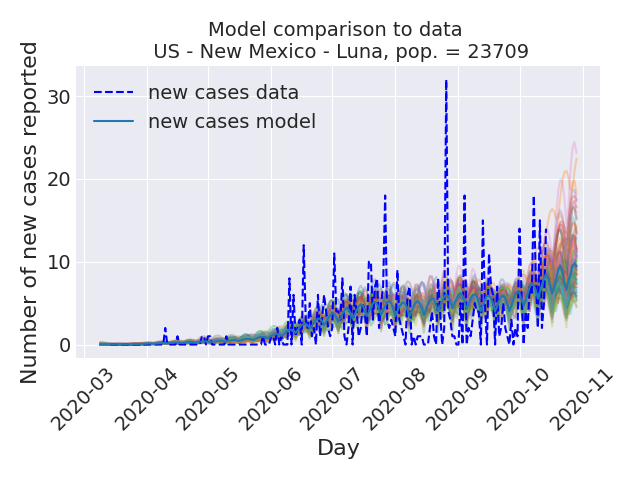 Model comparison to data
US - New Mexico - Luna, pop. = 23709
new cases data
new cases model
Number of new cases reported
30
20
10
0
2020-03
2020-04
2020-05
2020-06
2020-07
2020-08
2020-09
2020-10
2020-11
Day